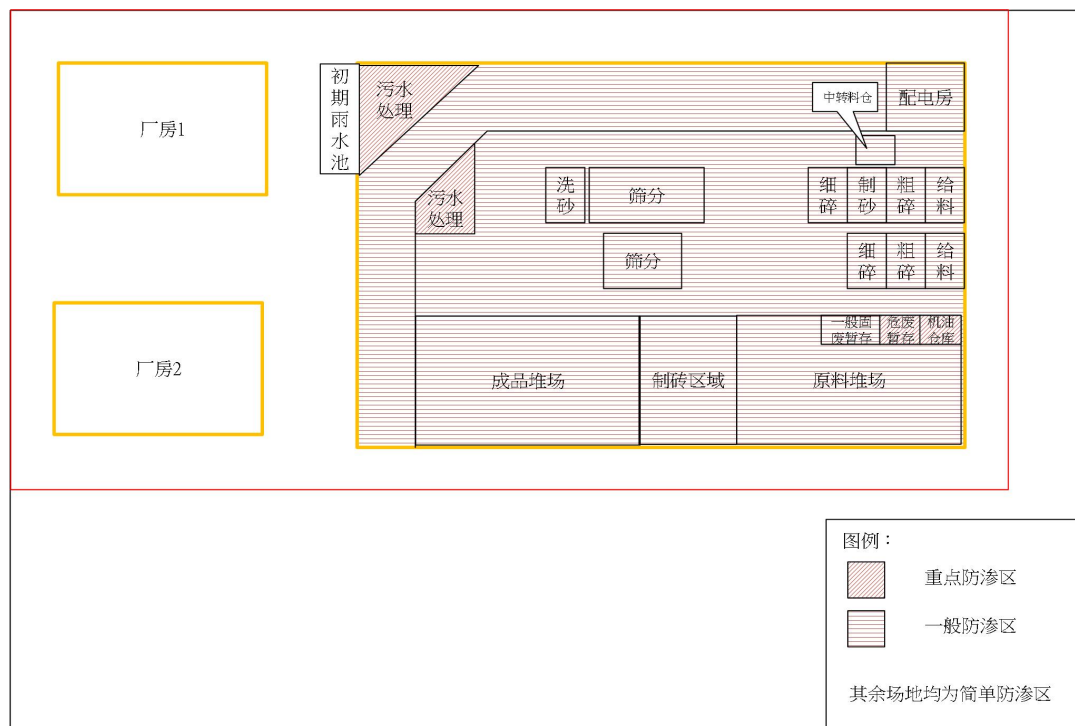 厂房1
初
期
雨
水
池
污水
处理
中转料仓
配电房
污水
处理
洗
砂
筛分
细
碎
制
砂
粗
碎
给
料
筛分
细
碎
粗
碎
给
料
厂房2
一般固
废暂存
危废
暂存
机油
仓库
成品堆场
制砖区域
原料堆场
图例：
重点防渗区
一般防渗区
其余场地均为简单防渗区